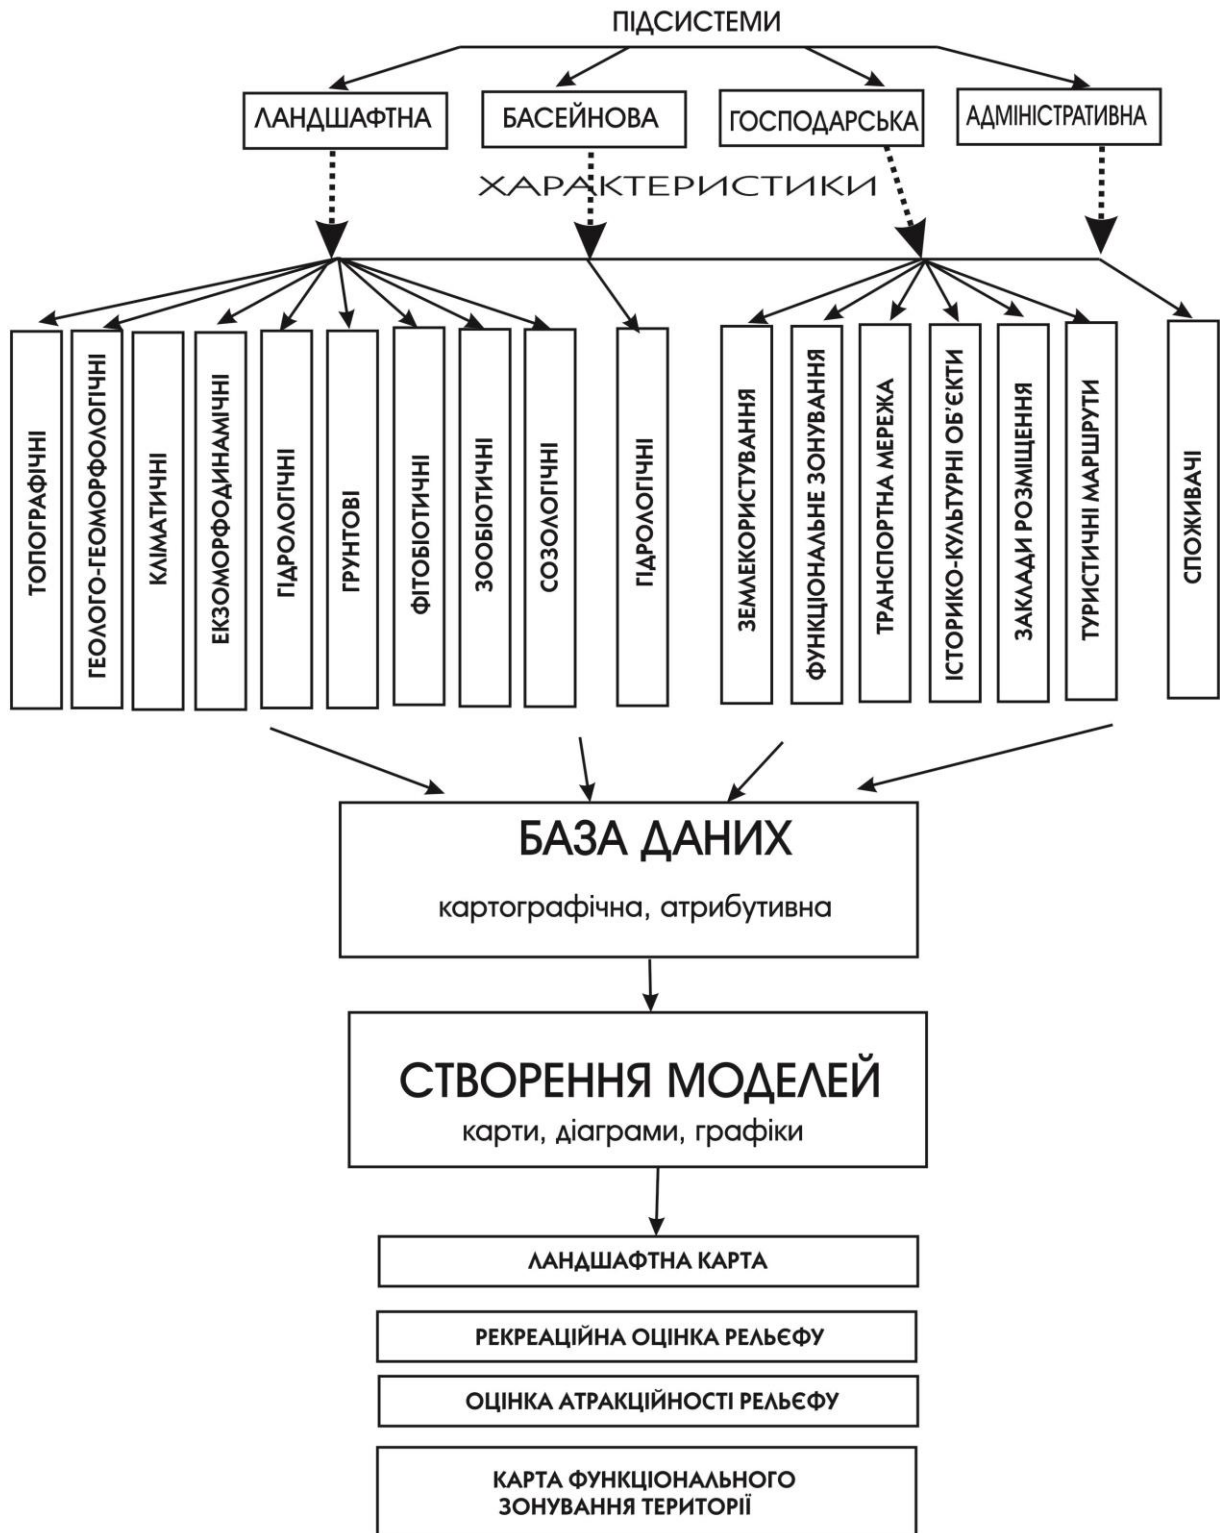 ПІДСИСТЕМИ
ЛАНДШАФТНА
БАСЕЙНОВА
ГОСПОДАРСЬКА
АДМІНІСТРАТИВНА
ХАРАКТЕРИСТИКИ
ТОПОГРАФІЧНІ
ГЕОЛОГО-ГЕОМОРФОЛОГІЧНІ
КЛІМАТИЧНІ
ЕКЗОМОРФОДИНАМІЧНІ
ГІДРОЛОГІЧНІ
ГРУНТОВІ
ФІТОБІОТИЧНІ
ЗООБІОТИЧНІ
СОЗОЛОГІЧНІ
ГІДРОЛОГІЧНІ
ЗЕМЛЕКОРИСТУВАННЯ
ФУНКЦІОНАЛЬНЕ ЗОНУВАННЯ
ТРАНСПОРТНА МЕРЕЖА
ІСТОРИКО-КУЛЬТУРНІ ОБ'ЄКТИ
ЗАКЛАДИ РОЗМІЩЕННЯ
ТУРИСТИЧНІ МАРШРУТИ
СПОЖИВАЧІ
БАЗА ДАНИХ
картографічна, атрибутивна
СТВОРЕННЯ МОДЕЛЕЙ
карти, діаграми, графіки
ЛАНДШАФТНА КАРТА
РЕКРЕАЦІЙНА ОЦІНКА РЕЛЬЄФУ
ОЦІНКА АТРАКЦІЙНОСТІ РЕЛЬЄФУ
КАРТА ФУНКЦІОНАЛЬНОГО
ЗОНУВАННЯ ТЕРИТОРІЇ